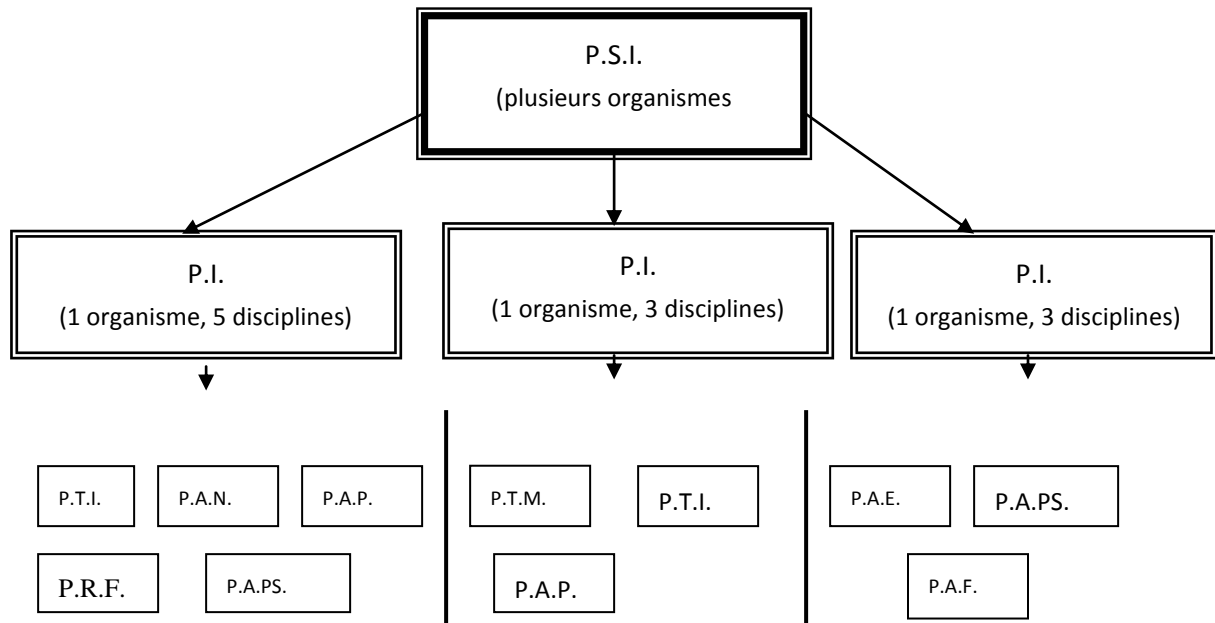 P.S.I.
(plusieurs organismes
P.I.
(1 organisme, 5 disciplines)
P.I.
(1 organisme, 3 disciplines)
P.I.
(1 organisme, 3 disciplines)
P.T.I.
P.A.N.
P.A.P.
P.R.F.
P.A.PS.
P.T.M.
P.T.I.
P.A.P.
P.A.E.
P.A.PS.
P.A.F.